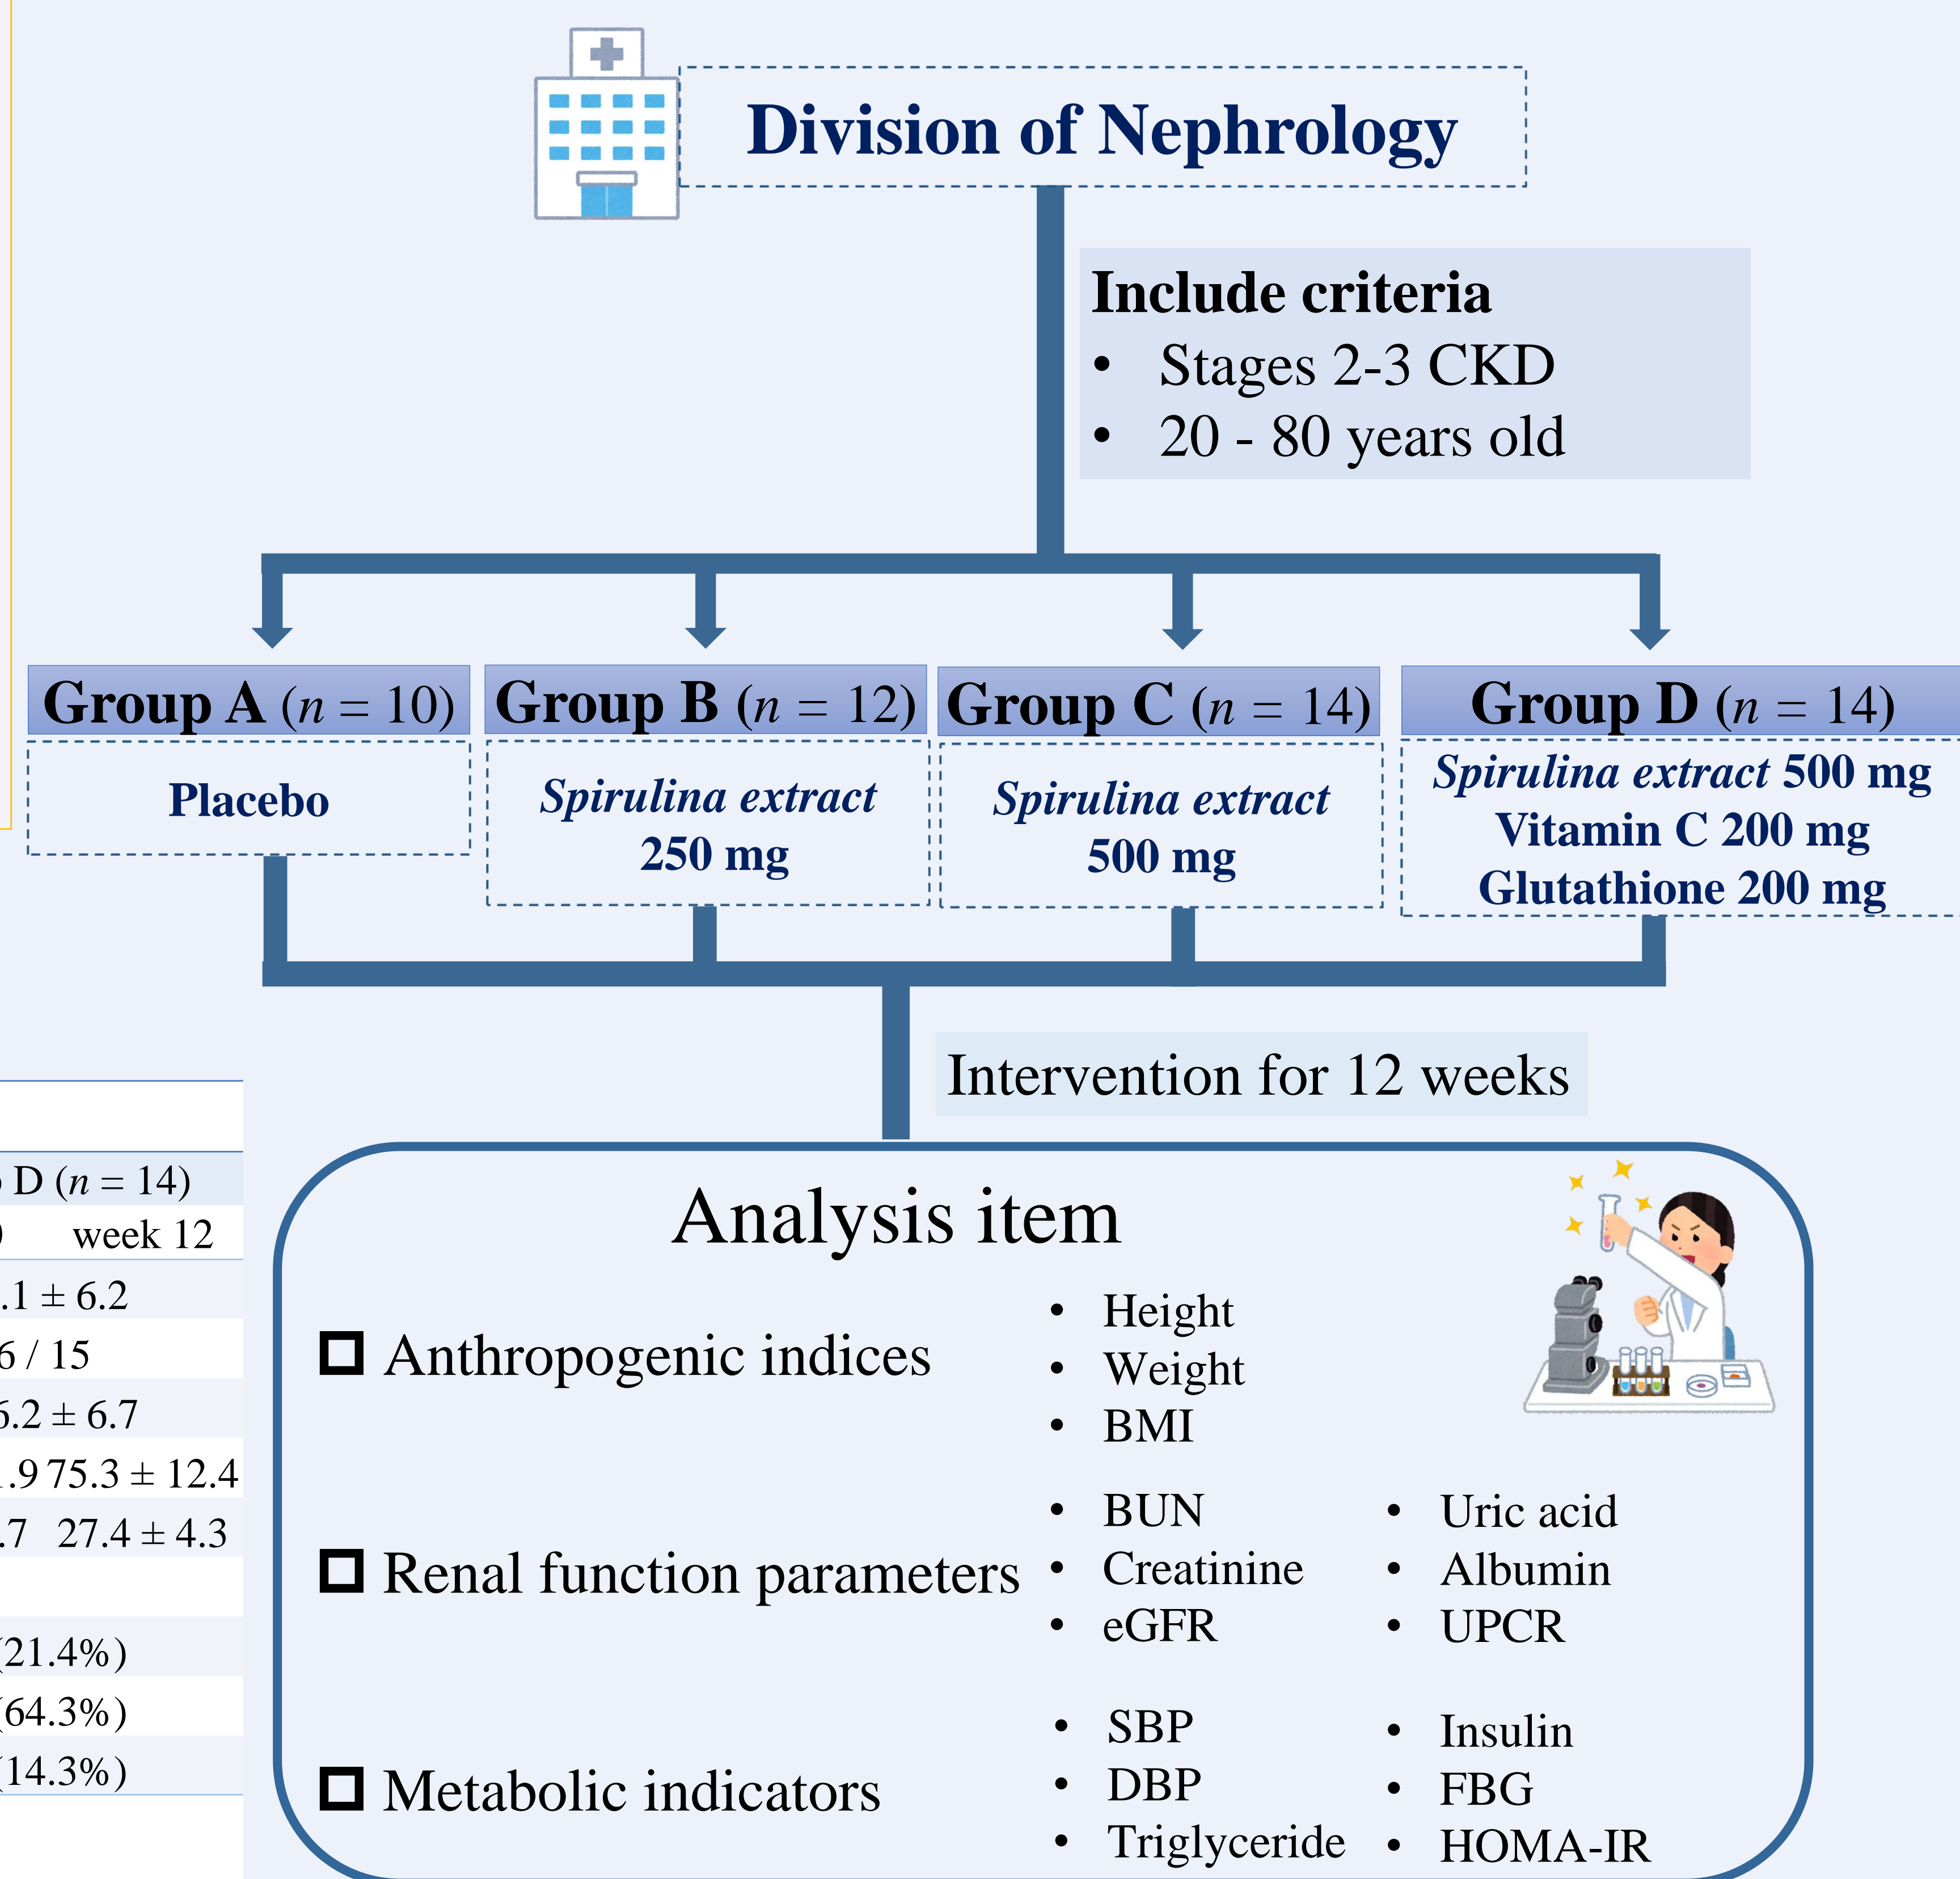 Division of Nephrology
Include criteria
• Stages 2-3 CKD
• 20 - 80 years old
Group A (n = 10)
Placebo
Group B (n = 12)
Spirulina extract
250 mg
Group C (n = 14)
Spirulina extract
500 mg
Group D (n = 14)
Spirulina extract 500 mg
Vitamin C 200 mg
Glutathione 200 mg
Intervention for 12 weeks
D (n = 14)
week 12
.1 ± 6.2
6 / 15
6.2 ± 6.7
.9 75.3 ± 12.4
.7 27.4 ± 4.3
(21.4%)
(64.3%)
(14.3%)
Analysis item
Anthropogenic indices
• Height
• Weight
• BMI
Renal function parameters
• BUN
• Creatinine
• eGFR
• Uric acid
• Albumin
• UPCR
Metabolic indicators
• SBP
• DBP
• Triglyceride
• Insulin
• FBG
• HOMA-IR